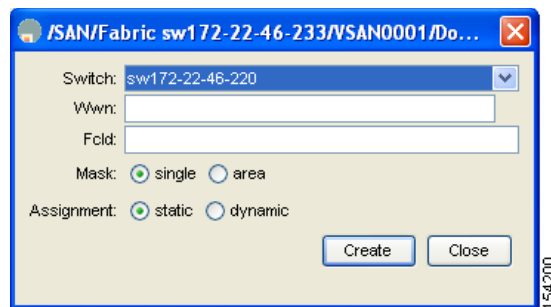 /SAN/Fabric sw172-22-46-233/VSAN0001/Do...
Switch: sw172-22-46-220
Wwn:
FcId:
Mask: single area
Assignment: static dynamic
Create Close
154200